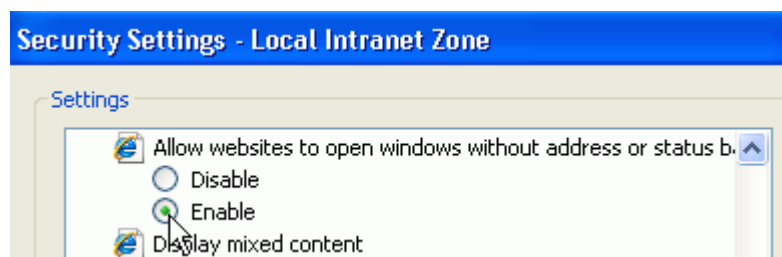 Security Settings - Local Intranet Zone
Settings
Allow websites to open windows without address or status b
Disable
Enable
Display mixed content